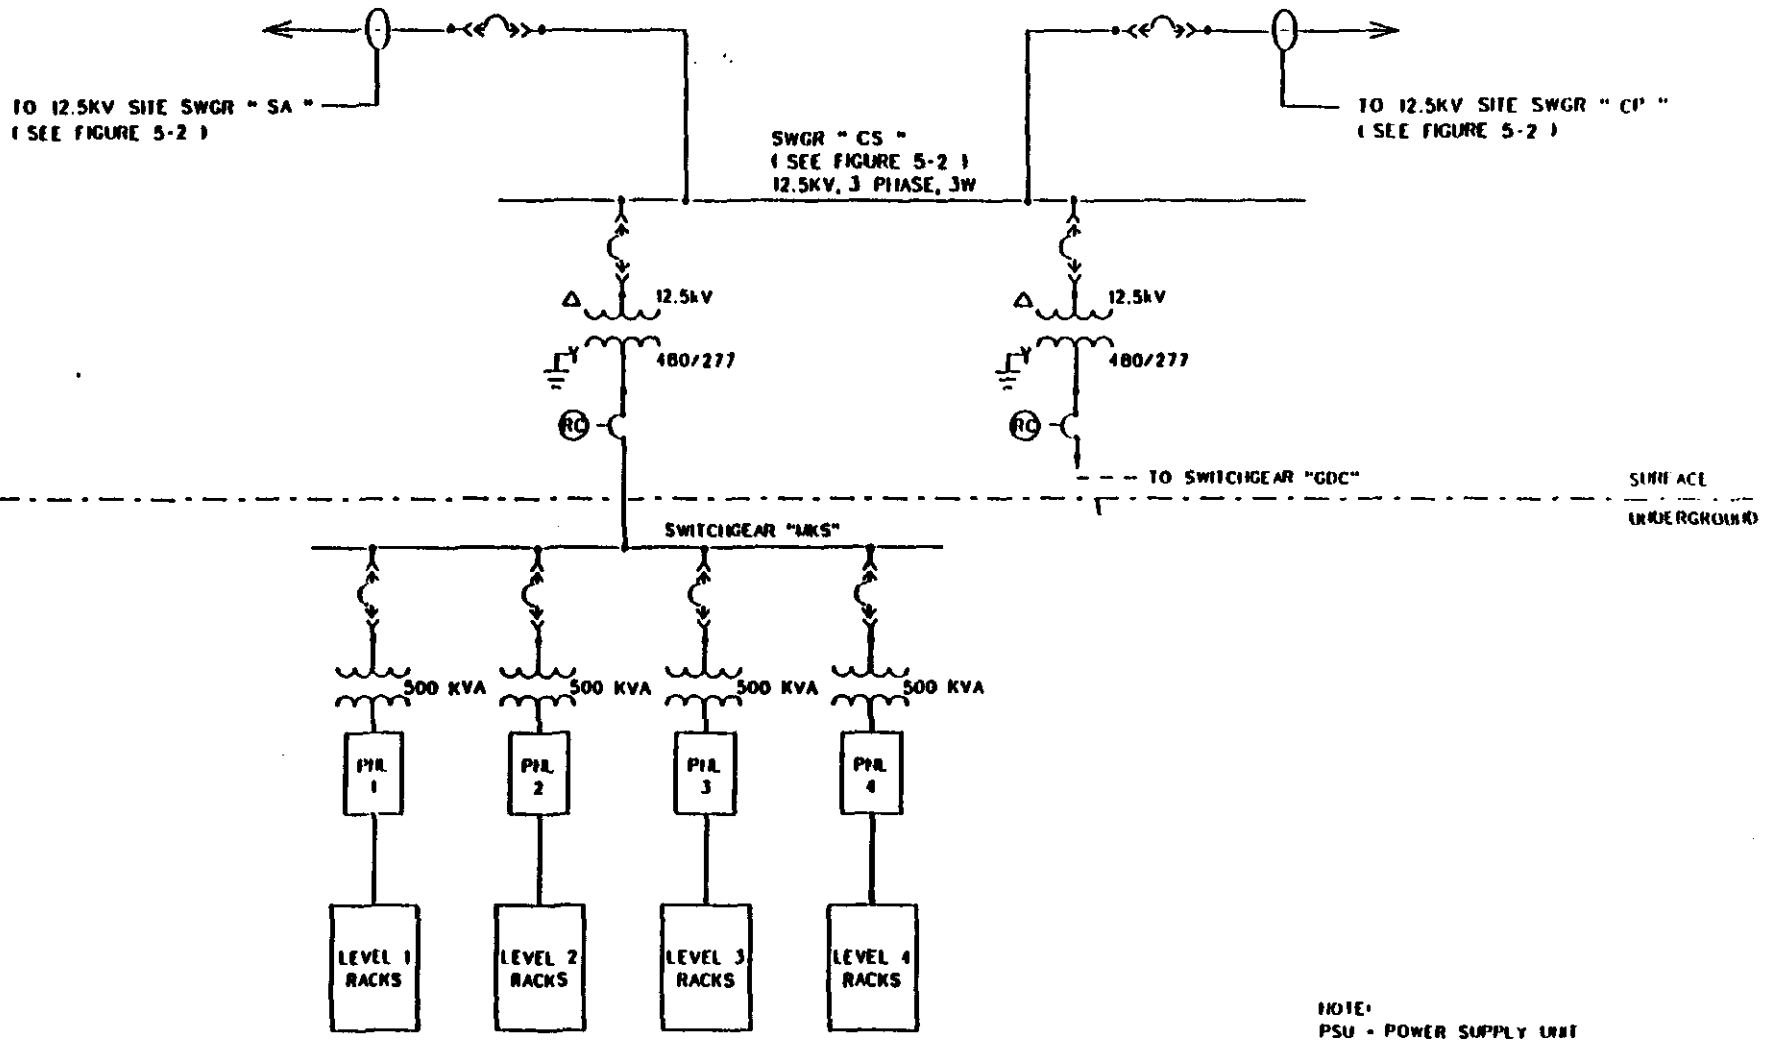 TO 12.5KV SITE SWGR " SA "
( SEE FIGURE 5-2 )
TO 12.5KV SITE SWGR " CP "
( SEE FIGURE 5-2 )
SWGR " CS "
( SEE FIGURE 5-2 )
12.5KV, 3 PHASE, 3W
Δ 12.5kV
Y 480/277
RC
Δ 12.5kV
Y 480/277
RC
TO SWITCHGEAR "GDC"
SURFACE
UNDERGROUND
SWITCHGEAR "MKS"
500 KVA
500 KVA
500 KVA
500 KVA
PNL
1
PNL
2
PNL
3
PNL
4
LEVEL 1
RACKS
LEVEL 2
RACKS
LEVEL 3
RACKS
LEVEL 4
RACKS
NOTE:
PSU - POWER SUPPLY UNIT